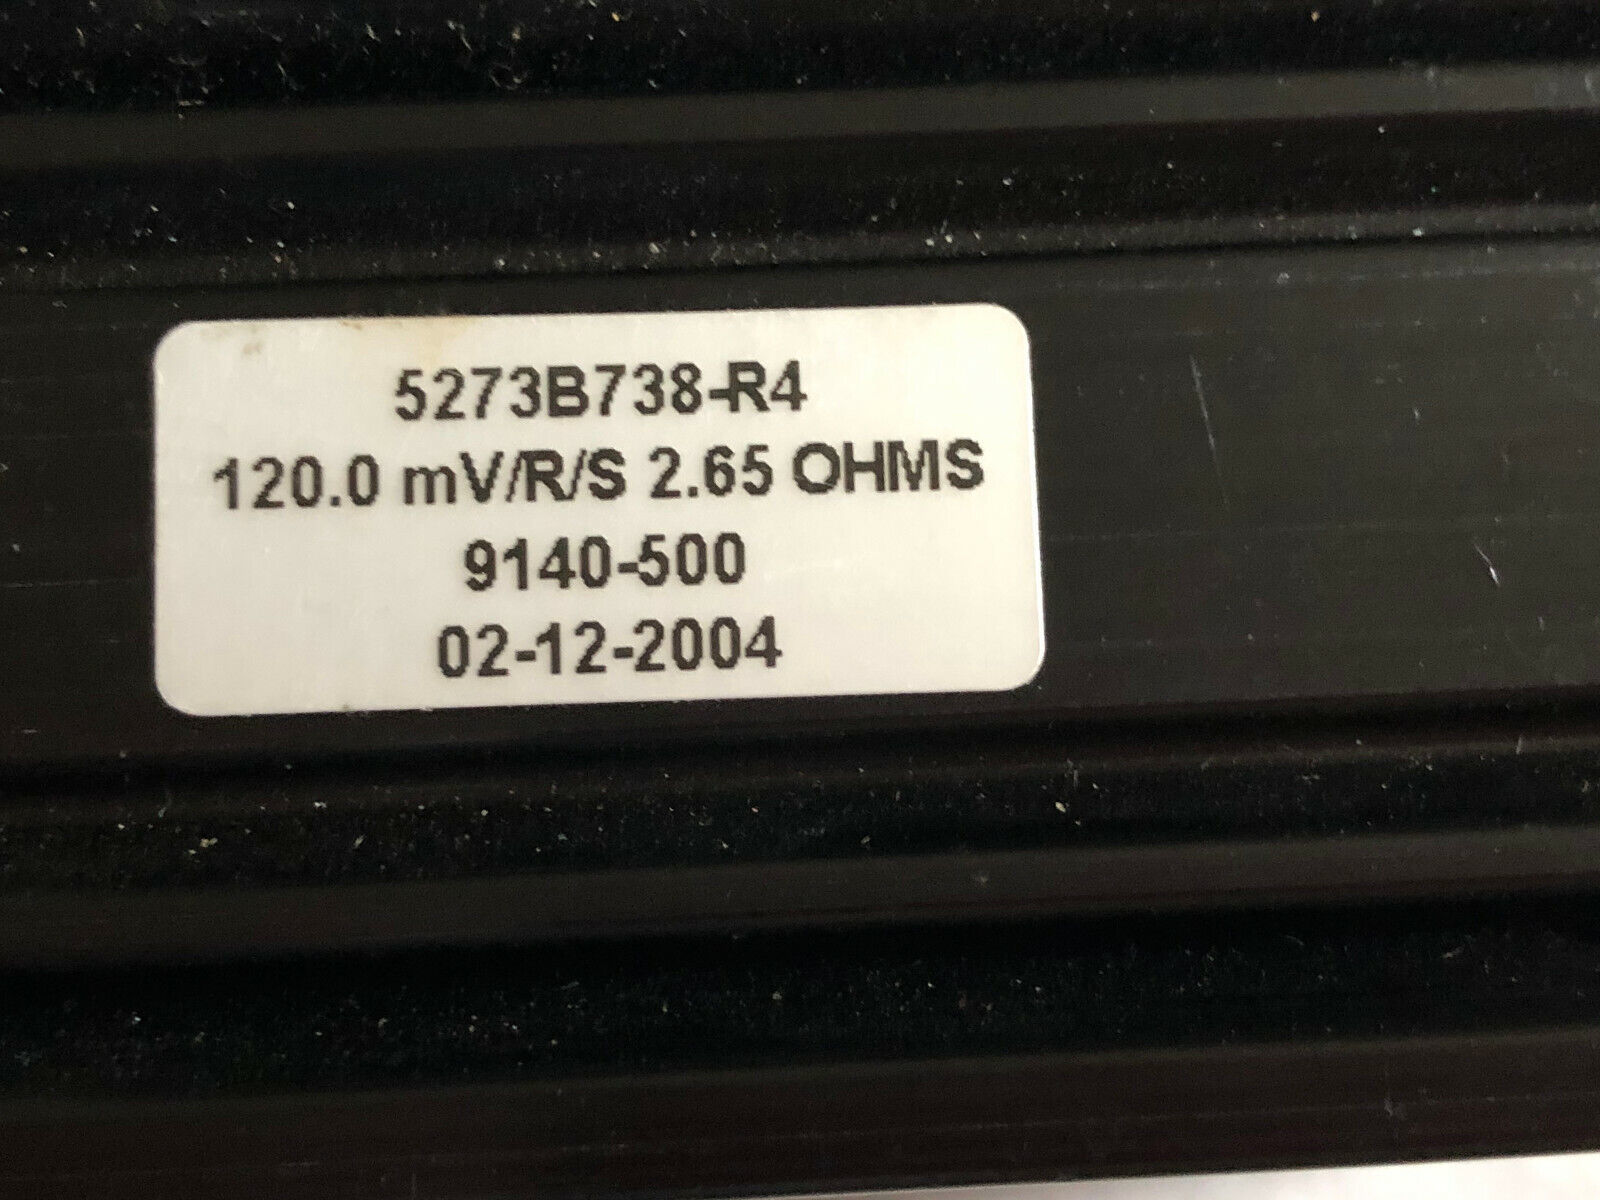 5273B738-R4
120.0 mV/R/S 2.65 OHMS
9140-500
02-12-2004